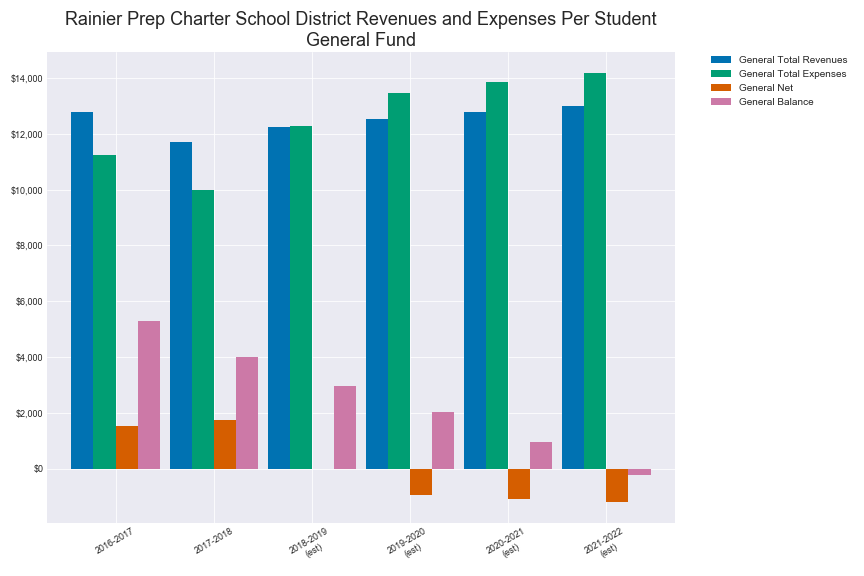 Rainier Prep Charter School District Revenues and Expenses Per Student
General Fund
General Total Revenues
General Total Expenses
General Net
General Balance
$14,000
$12,000
$10,000
$8,000
$6,000
$4,000
$2,000
$0
2016-2017
2017-2018
2018-2019
(est)
2019-2020
(est)
2020-2021
(est)
2021-2022
(est)